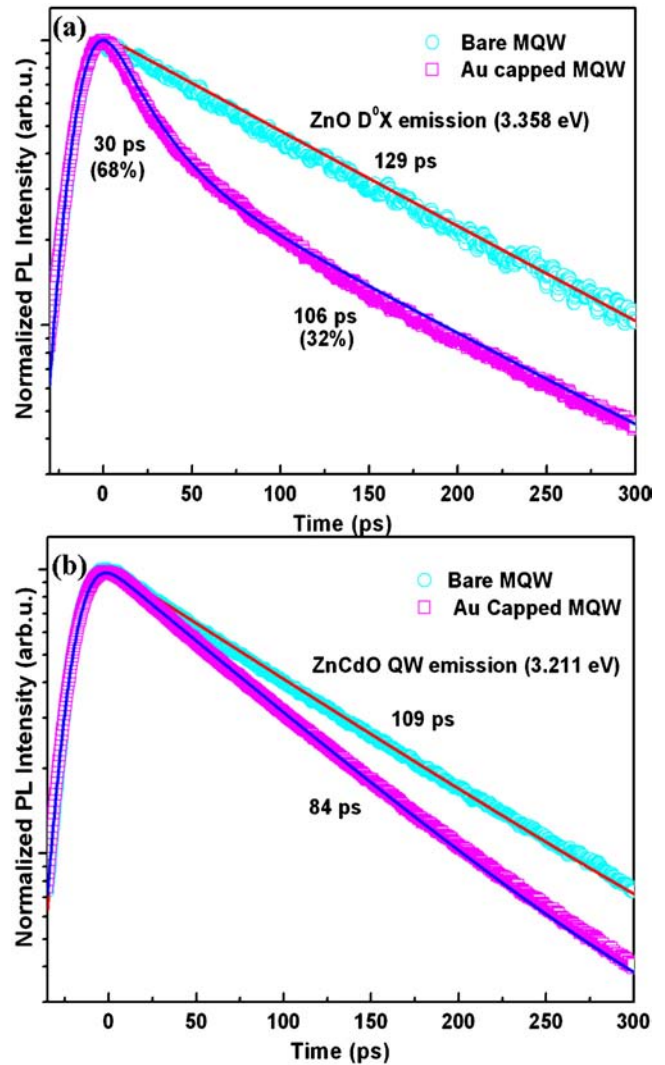 (a)
Bare MQW
Au capped MQW
ZnO D⁰X emission (3.358 eV)
30 ps
(68%)
129 ps
106 ps
(32%)
Normalized PL Intensity (arb.u.)
0 50 100 150 200 250 300
Time (ps)
(b)
Bare MQW
Au Capped MQW
ZnCdO QW emission (3.211 eV)
109 ps
84 ps
Normalized PL Intensity (arb.u.)
0 50 100 150 200 250 300
Time (ps)